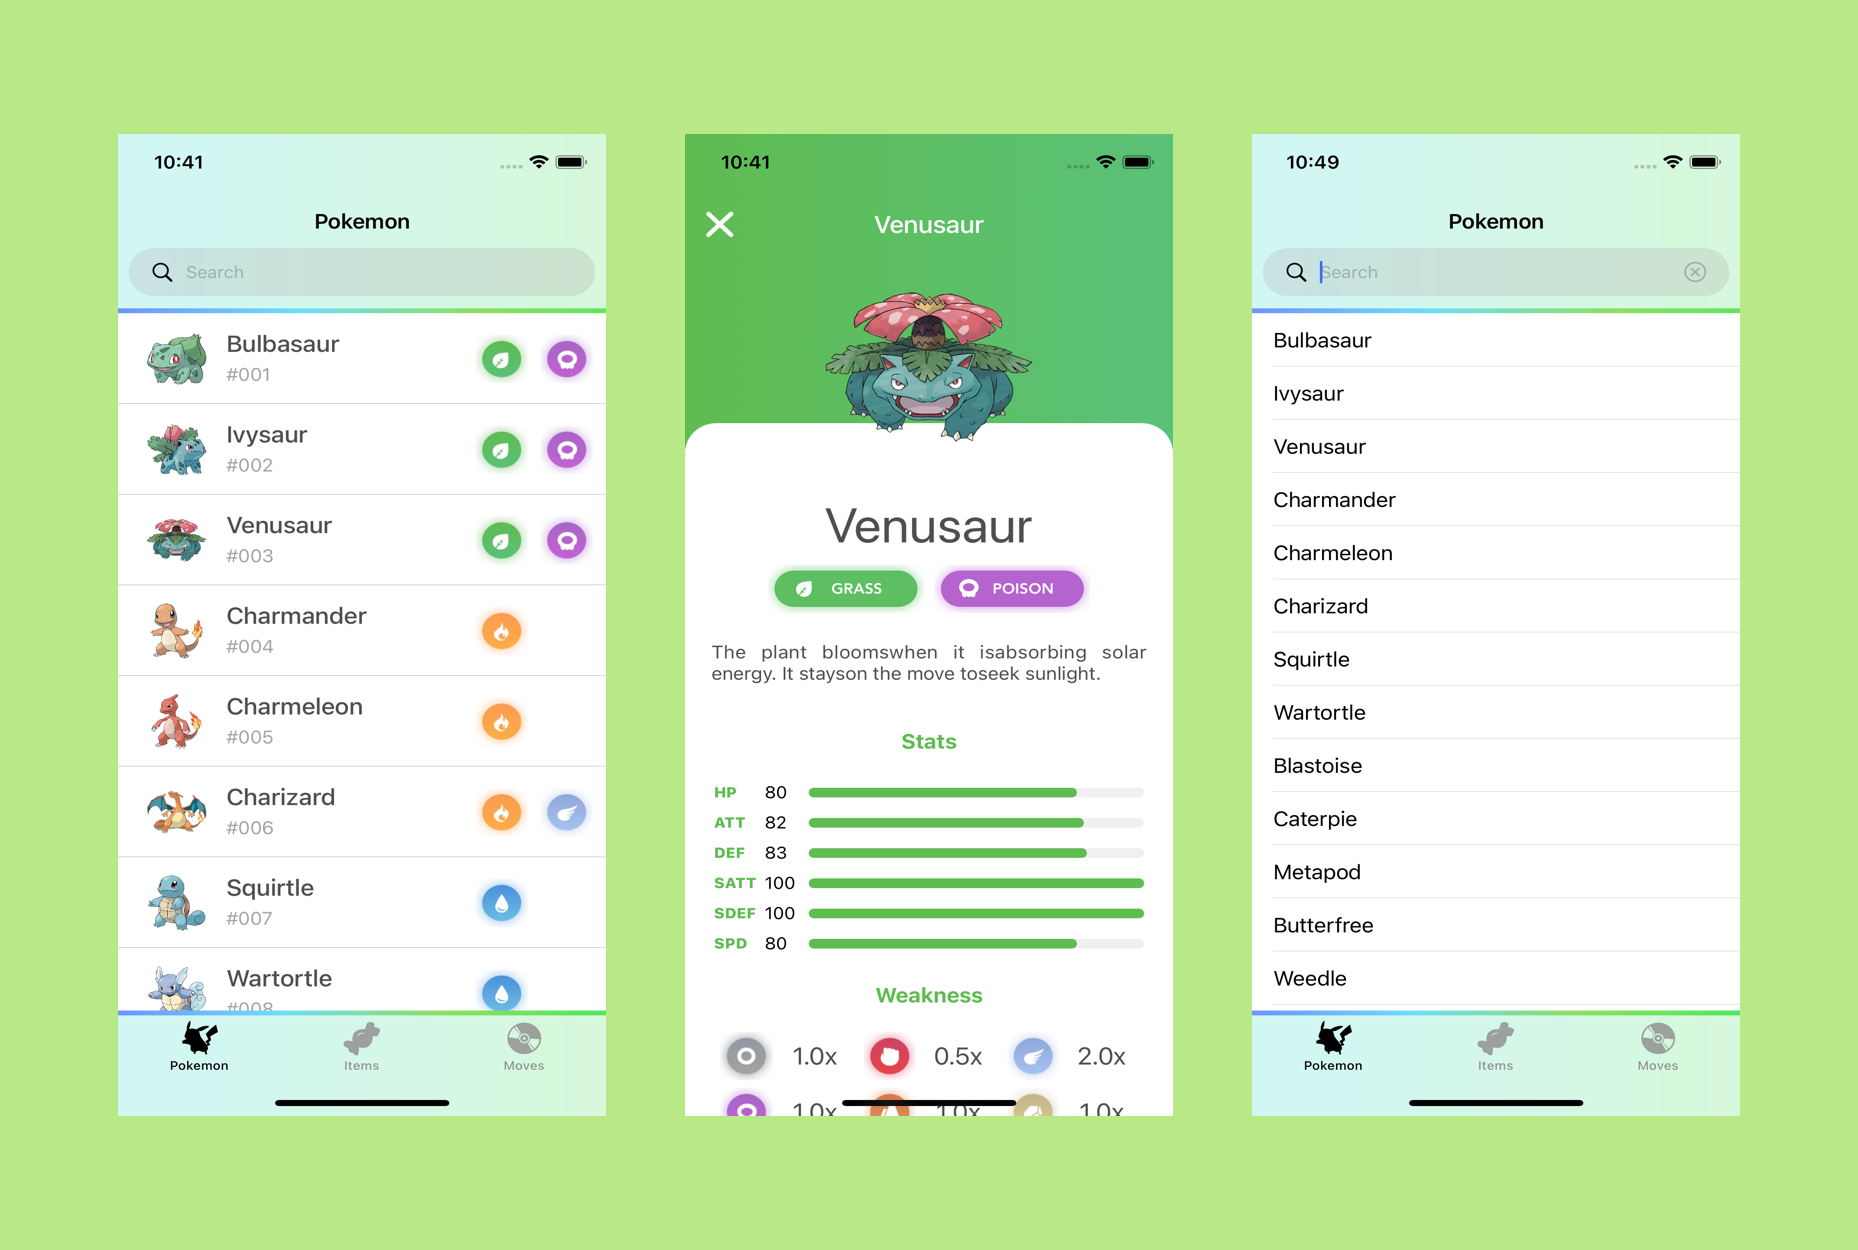 10:41
Pokemon
Search
Bulbasaur
#001
Ivysaur
#002
Venusaur
#003
Charmander
#004
Charmeleon
#005
Charizard
#006
Squirtle
#007
Wartortle
#008
Pokemon
Items
Moves
10:41
Venusaur
Venusaur
GRASS
POISON
The plant bloomswhen it isabsorbing solar
energy. It stayson the move toseek sunlight.
Stats
HP 80
ATT 82
DEF 83
SATT 100
SDEF 100
SPD 80
Weakness
1.0x 0.5x 2.0x
1.0x 1.0x 1.0x
10:49
Pokemon
Search
Bulbasaur
Ivysaur
Venusaur
Charmander
Charmeleon
Charizard
Squirtle
Wartortle
Blastoise
Caterpie
Metapod
Butterfree
Weedle
Pokemon
Items
Moves